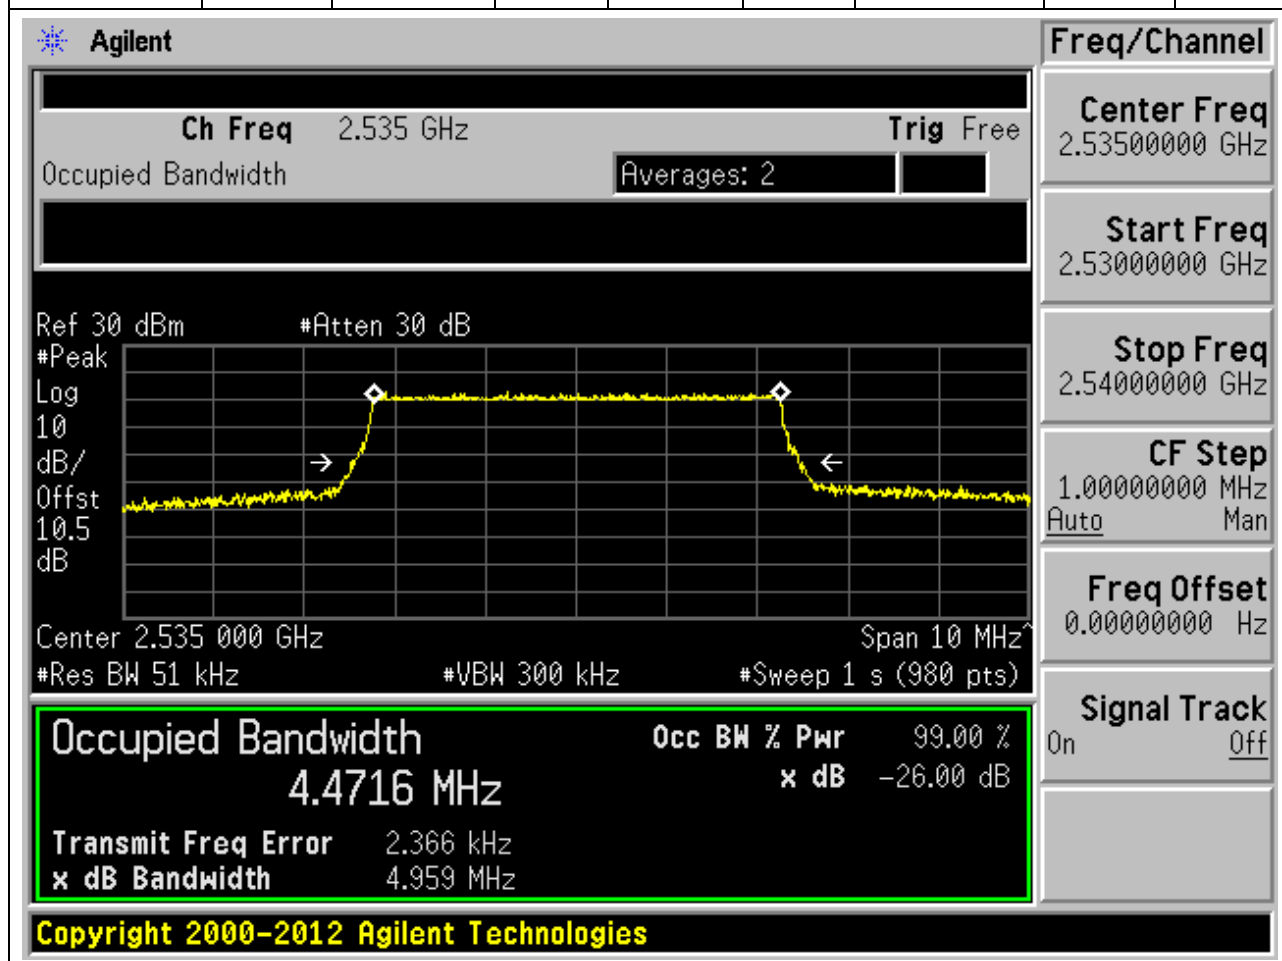 Agilent
Freq/Channel
Ch Freq 2.535 GHz Trig Free
Occupied Bandwidth Averages: 2
Center Freq
2.53500000 GHz
Start Freq
2.53000000 GHz
Stop Freq
2.54000000 GHz
CF Step
1.00000000 MHz
Auto Man
Freq Offset
0.00000000 Hz
Signal Track
On Off
Ref 30 dBm #Atten 30 dB
#Peak
Log
10
dB/
Offst
10.5
dB
Center 2.535 000 GHz Span 10 MHz^
#Res BW 51 kHz #VBW 300 kHz #Sweep 1 s (980 pts)
Occupied Bandwidth Occ BW % Pwr 99.00 %
4.4716 MHz x dB -26.00 dB
Transmit Freq Error 2.366 kHz
x dB Bandwidth 4.959 MHz
Copyright 2000-2012 Agilent Technologies